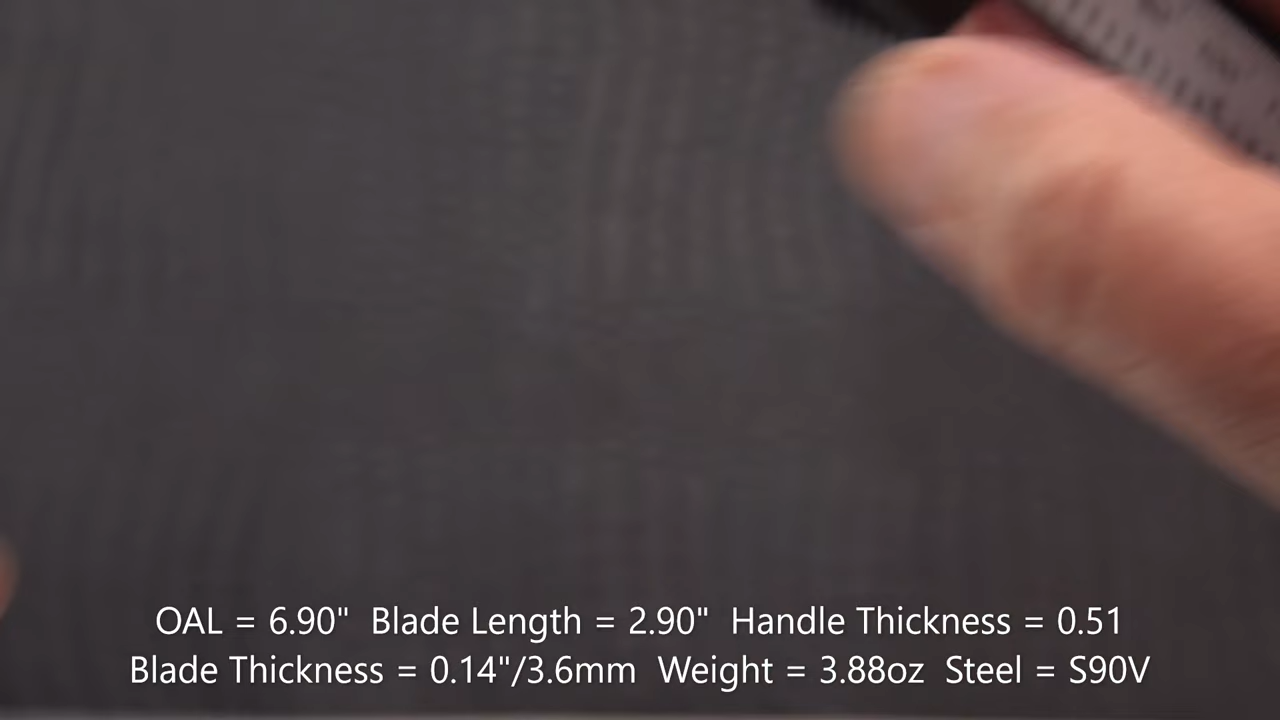 OAL = 6.90" Blade Length = 2.90" Handle Thickness = 0.51
Blade Thickness = 0.14"/3.6mm Weight = 3.88oz Steel = S90V